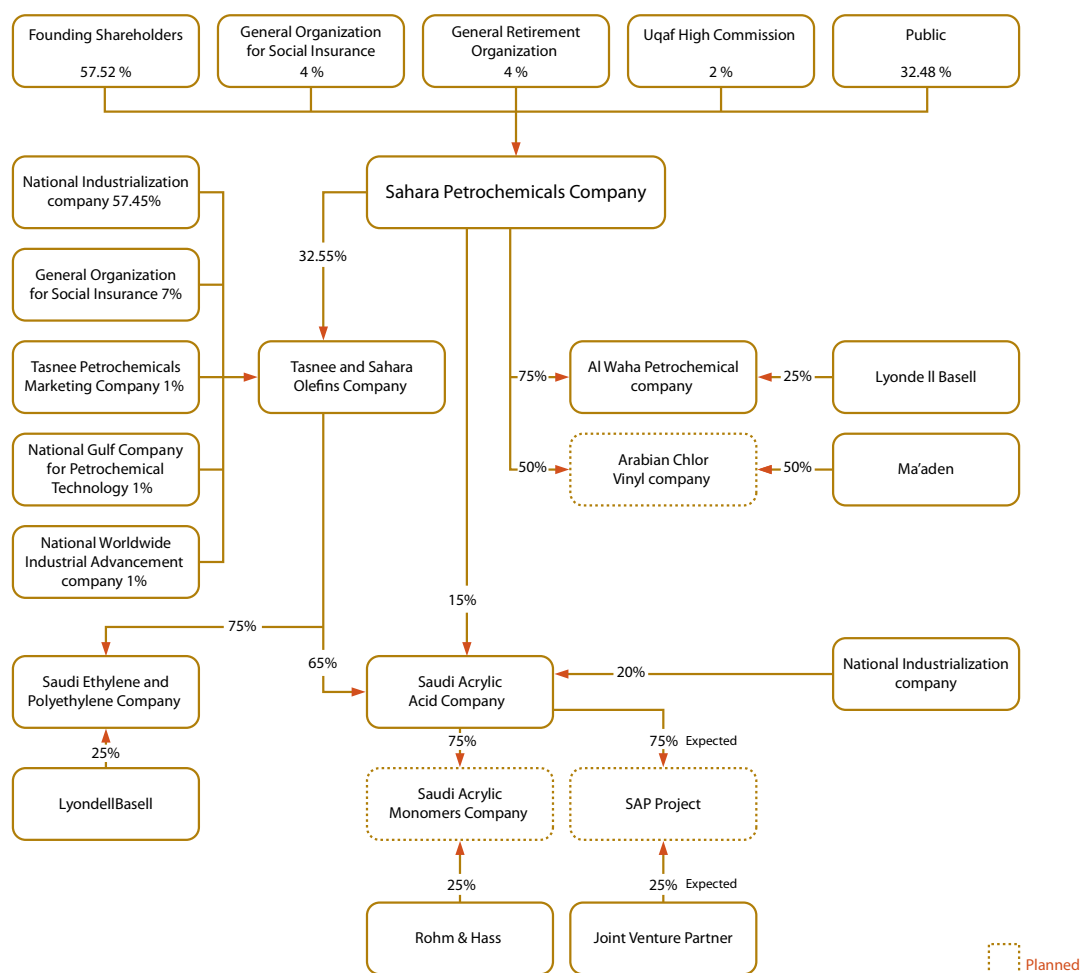 Founding Shareholders
57.52 %
General Organization
for Social Insurance
4 %
General Retirement
Organization
4 %
Uqaf High Commission
2 %
Public
32.48 %
Sahara Petrochemicals Company
National Industrialization
company 57.45%
General Organization
for Social Insurance 7%
Tasnee Petrochemicals
Marketing Company 1%
National Gulf Company
for Petrochemical
Technology 1%
National Worldwide
Industrial Advancement
company 1%
32.55%
Tasnee and Sahara
Olefins Company
75%
Al Waha Petrochemical
company
25%
Lyonde ll Basell
50%
Arabian Chlor
Vinyl company
50%
Ma'aden
15%
75%
65%
Saudi Ethylene and
Polyethylene Company
25%
LyondellBasell
Saudi Acrylic
Acid Company
20%
National Industrialization
company
75%
75% Expected
Saudi Acrylic
Monomers Company
SAP Project
25%
25% Expected
Rohm & Hass
Joint Venture Partner
Planned